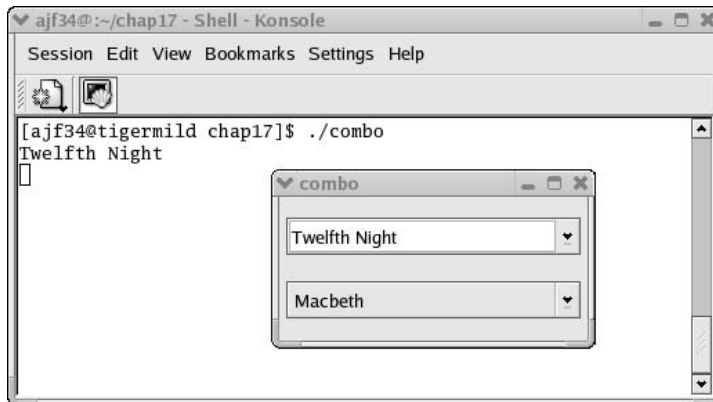 ajf34@:~/chap17 - Shell - Konsole
Session Edit View Bookmarks Settings Help
[ajf34@tigermild chap17]$ ./combo
Twelfth Night
combo
Twelfth Night
Macbeth